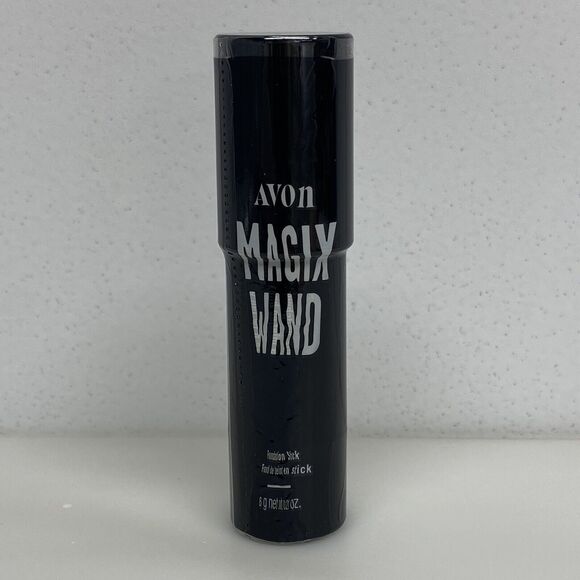 AVON
MAGIX
WAND
Foundation Stick
Fond de teint en stick
6 g net wt. 0.2 oz.